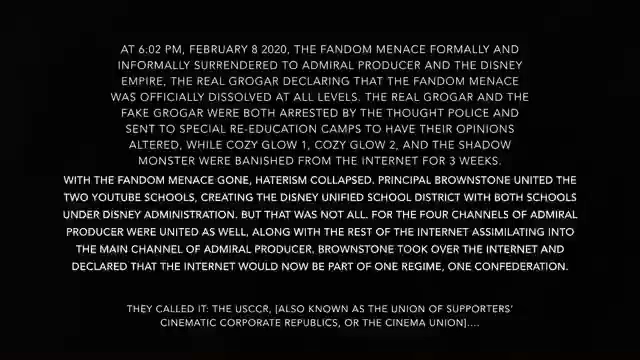 AT 6:02 PM, FEBRUARY 8 2020, THE FANDOM MENACE FORMALLY AND
INFORMALLY SURRENDERED TO ADMIRAL PRODUCER AND THE DISNEY
EMPIRE, THE REAL GROGAR DECLARING THAT THE FANDOM MENACE
WAS OFFICIALLY DISSOLVED AT ALL LEVELS. THE REAL GROGAR AND THE
FAKE GROGAR WERE BOTH ARRESTED BY THE THOUGHT POLICE AND
SENT TO SPECIAL RE-EDUCATION CAMPS TO HAVE THEIR OPINIONS
ALTERED, WHILE COZY GLOW 1, COZY GLOW 2, AND THE SHADOW
MONSTER WERE BANISHED FROM THE INTERNET FOR 3 WEEKS.
WITH THE FANDOM MENACE GONE, HATERISM COLLAPSED. PRINCIPAL BROWNSTONE UNITED THE
TWO YOUTUBE SCHOOLS, CREATING THE DISNEY UNIFIED SCHOOL DISTRICT WITH BOTH SCHOOLS
UNDER DISNEY ADMINISTRATION. BUT THAT WAS NOT ALL. FOR THE FOUR CHANNELS OF ADMIRAL
PRODUCER WERE UNITED AS WELL, ALONG WITH THE REST OF THE INTERNET ASSIMILATING INTO
THE MAIN CHANNEL OF ADMIRAL PRODUCER. BROWNSTONE TOOK OVER THE INTERNET AND
DECLARED THAT THE INTERNET WOULD NOW BE PART OF ONE REGIME, ONE CONFEDERATION.
THEY CALLED IT: THE USCCR, [ALSO KNOWN AS THE UNION OF SUPPORTERS'
CINEMATIC CORPORATE REPUBLICS, OR THE CINEMA UNION]....